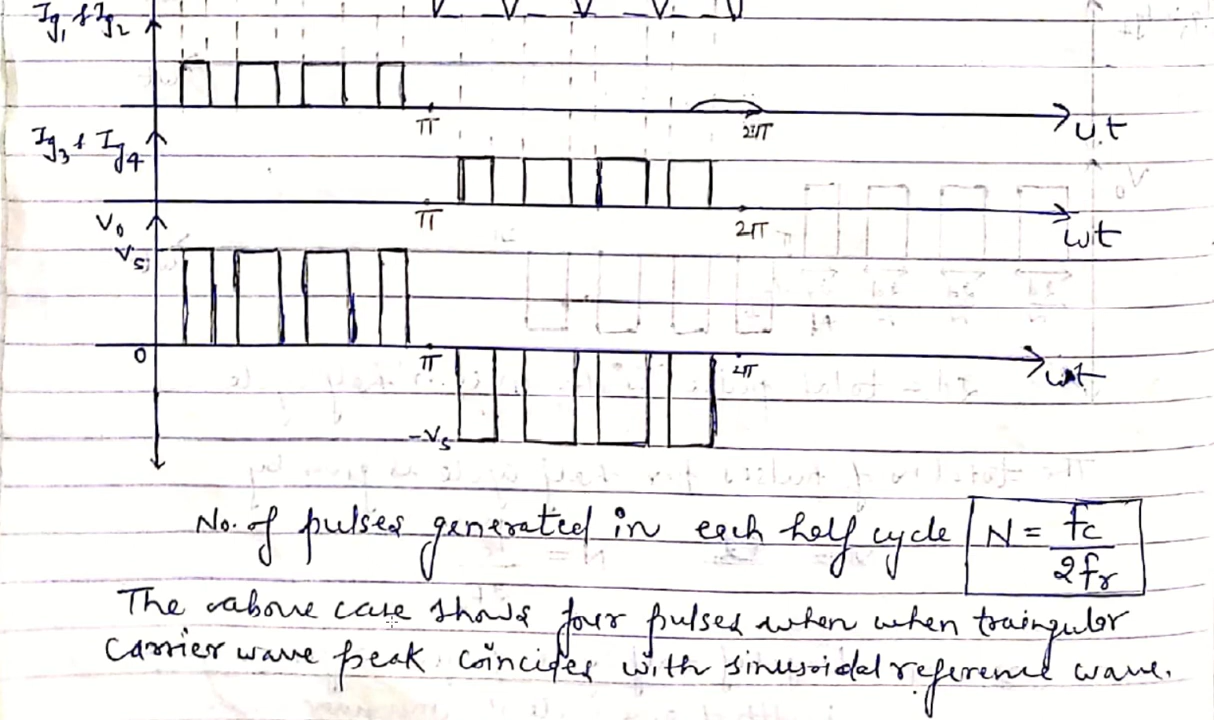 Ig1 & Ig2
π
2π
ωt
Ig3 & Ig4
π
2π
ωt
V0
Vs
0
π
2π
ωt
-Vs
No. of pulses generated in each half cycle N = fc/2fr
The above case shows four pulses when when traingular
carrier wave peak coincides with sinusoidal reference wave.